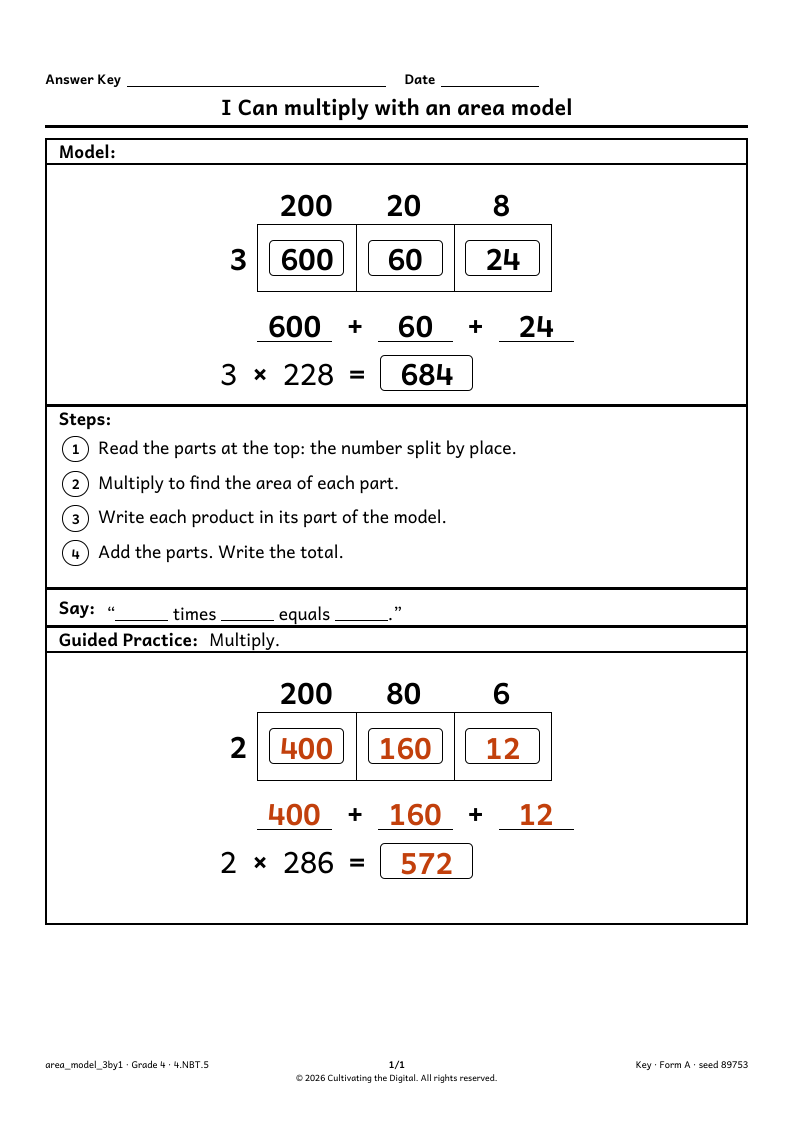 Answer Key ____ Date ____
I Can multiply with an area model
Model:
200 20 8
3 600 60 24
600 + 60 + 24
3 × 228 = 684
Steps:
1 Read the parts at the top: the number split by place.
2 Multiply to find the area of each part.
3 Write each product in its part of the model.
4 Add the parts. Write the total.
Say: “_____ times _____ equals _____.”
Guided Practice: Multiply.
200 80 6
2 400 160 12
400 + 160 + 12
2 × 286 = 572
area_model_3by1 · Grade 4 · 4.NBT.5 1/1 Key · Form A · seed 89753
© 2026 Cultivating the Digital. All rights reserved.